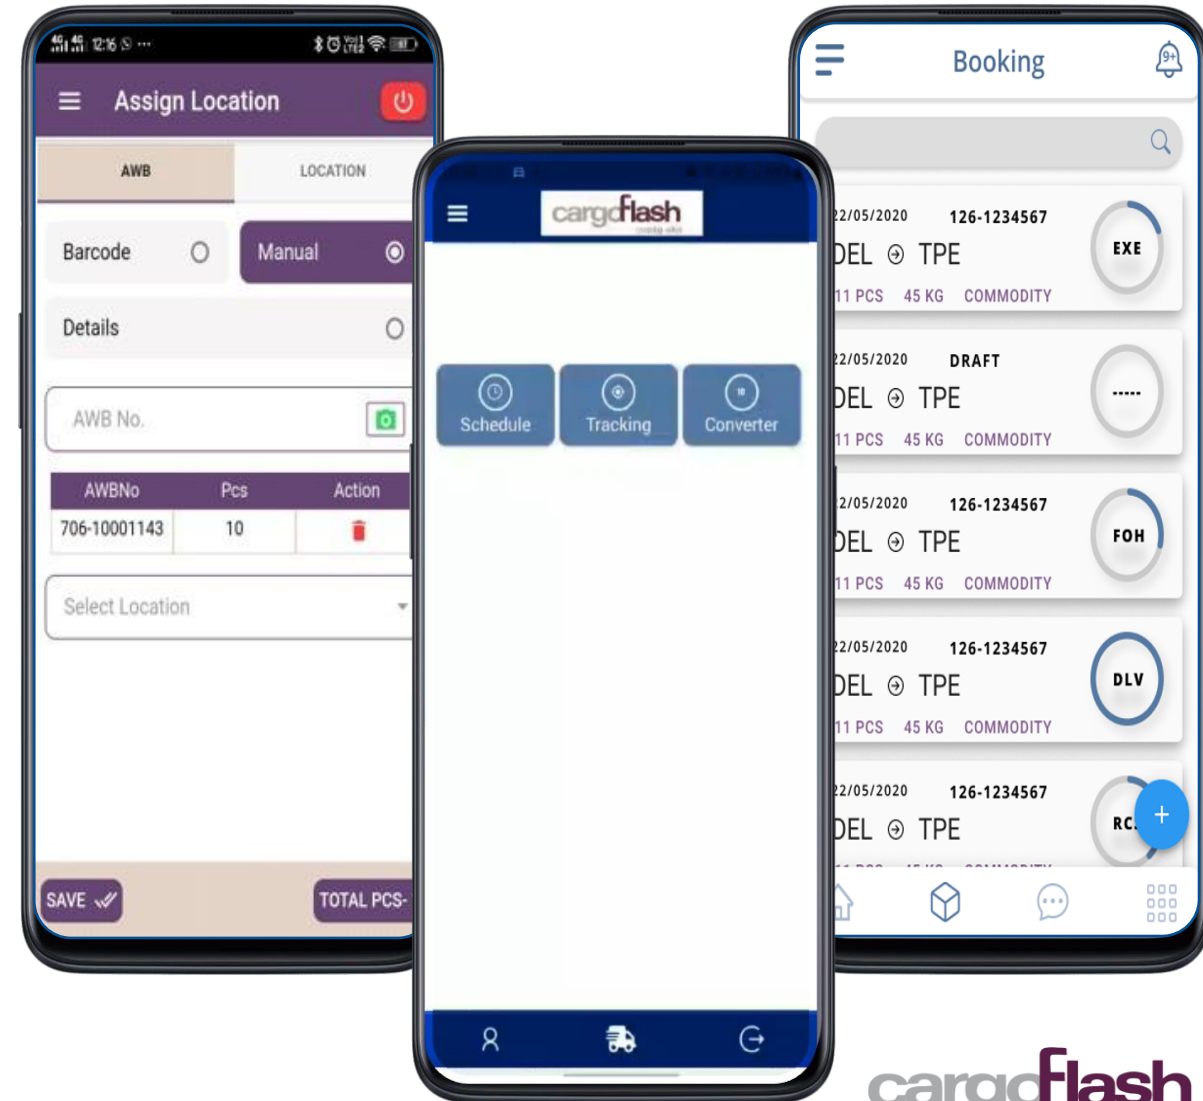 12:16
Assign Location
AWB
LOCATION
Barcode
Manual
Details
AWB No.
AWBNo Pcs Action
706-10001143 10
Select Location
SAVE
TOTAL PCS-
cargoflash
Schedule
Tracking
Converter
Booking
9+
22/05/2020 126-1234567
DEL TPE
EXE
11 PCS 45 KG COMMODITY
22/05/2020 DRAFT
DEL TPE
-----
11 PCS 45 KG COMMODITY
22/05/2020 126-1234567
DEL TPE
FOH
11 PCS 45 KG COMMODITY
22/05/2020 126-1234567
DEL TPE
DLV
11 PCS 45 KG COMMODITY
22/05/2020 126-1234567
DEL TPE
+
cargoflash